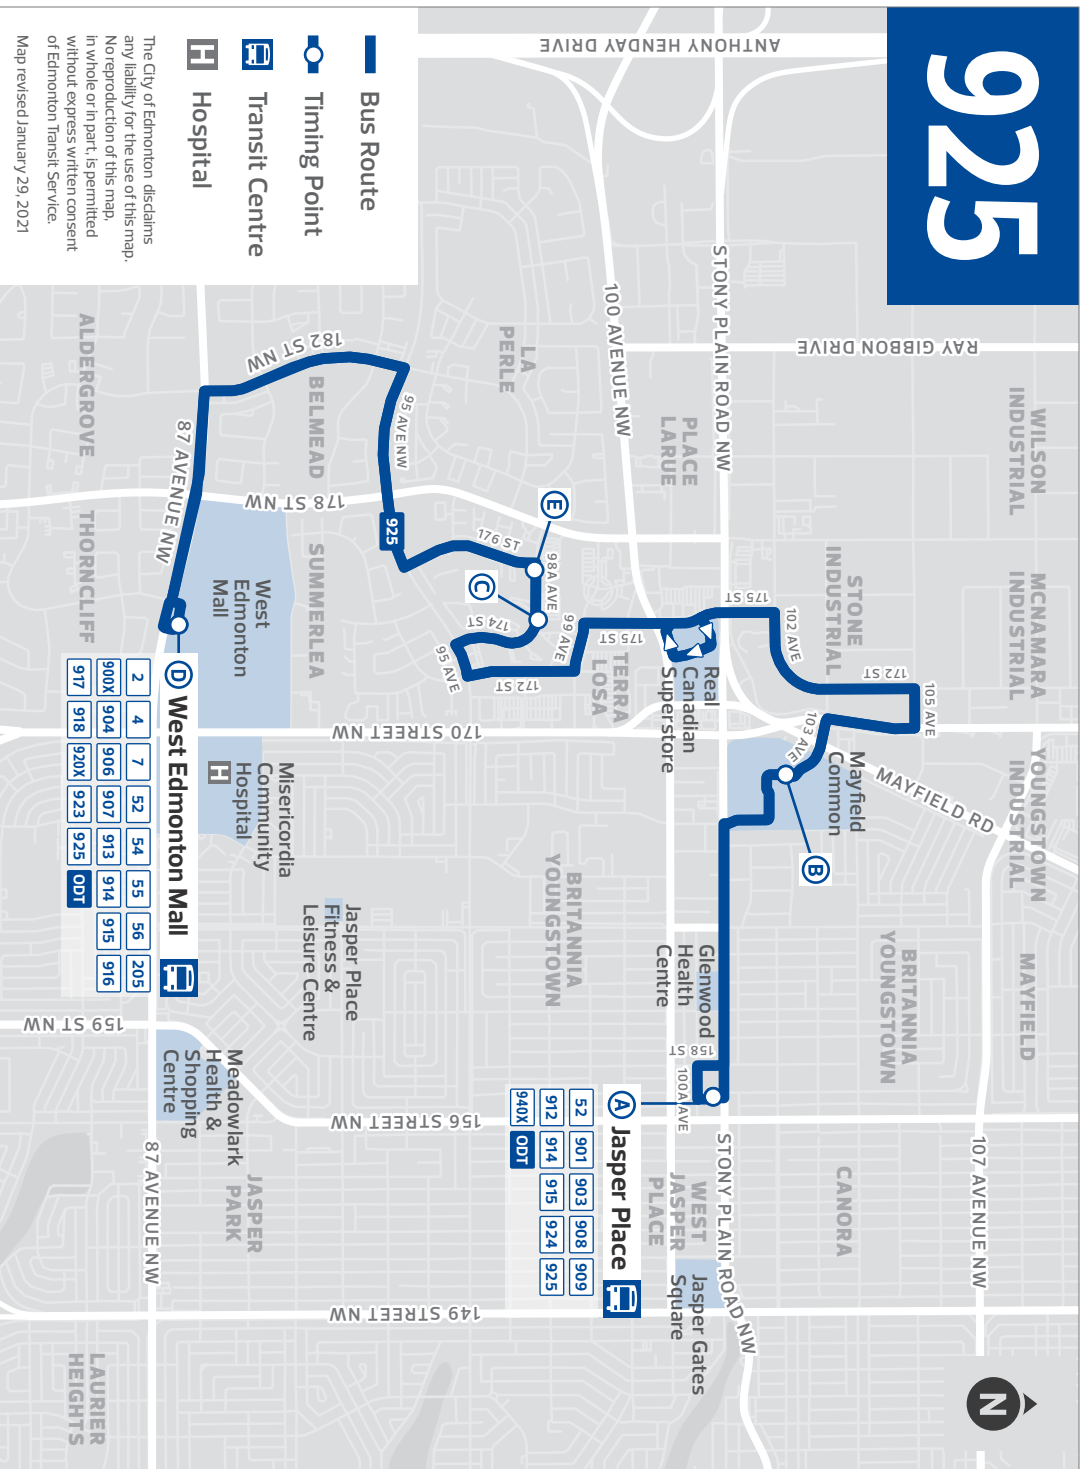 925
Bus Route
Timing Point
Transit Centre
H
Hospital
The City of Edmonton disclaims
any liability for the use of this map.
No reproduction of this map,
in whole or in part, is permitted
without express written consent
of Edmonton Transit Service.
Map revised January 29, 2021
ANTHONY HENDAY DRIVE
RAY GIBBON DRIVE
STONY PLAIN ROAD NW
100 AVENUE NW
WILSON
INDUSTRIAL
PLACE
LARUE
LA
PERLE
182 ST NW
BELMEAD
ALDERGROVE
95 AVE NW
87 AVENUE NW
178 ST NW
925
176 ST
E
98A AVE
C
174 ST
95 AVE
172 ST
99 AVE
175 ST
TERRA
LOSA
175 ST
102 AVE
STONE
INDUSTRIAL
172 ST
105 AVE
MCNAMARA
INDUSTRIAL
103 AVE
Real
Canadian
Superstore
Mayfield
Common
B
MAYFIELD RD
YOUNGSTOWN
INDUSTRIAL
THORNCLIFF
SUMMERLEA
West
Edmonton
Mall
170 STREET NW
H
Misericordia
Community
Hospital
D West Edmonton Mall
2 4 7 52 54 55 56 205
900X 904 906 907 913 914 915 916
917 918 920X 923 925 ODT
Jasper Place
Fitness &
Leisure Centre
BRITANNIA
YOUNGSTOWN
Glenwood
Health
Centre
BRITANNIA
YOUNGSTOWN
MAYFIELD
159 ST NW
Meadowlark
Health &
Shopping
Centre
158 ST
100A AVE
156 STREET NW
A Jasper Place
52 901 903 908 909
912 914 915 924 925
940X ODT
87 AVENUE NW
JASPER
PARK
WEST
JASPER
PLACE
STONY PLAIN ROAD NW
CANORA
107 AVENUE NW
Jasper Gates
Square
149 STREET NW
LAURIER
HEIGHTS
N